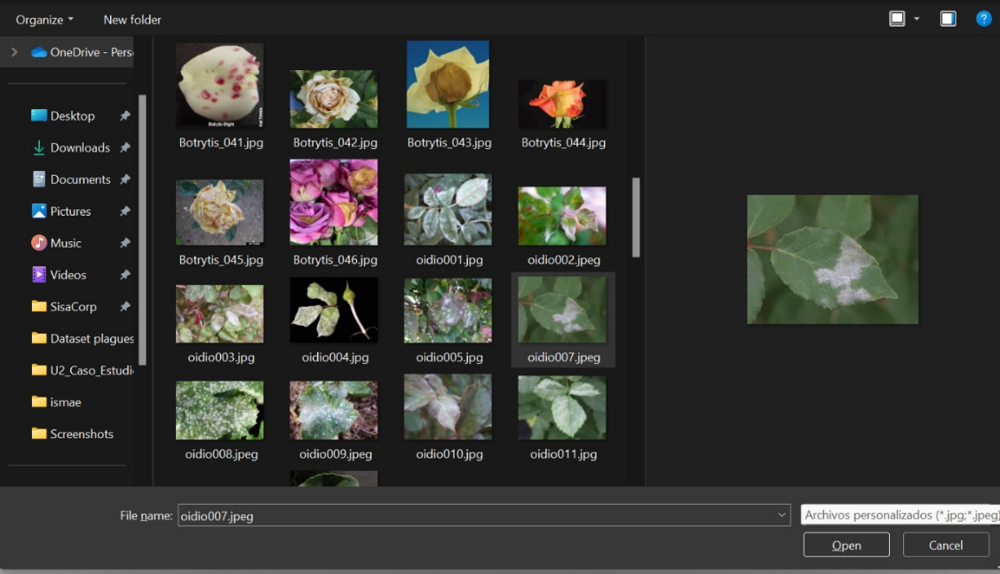 Organize New folder
OneDrive - Pers
Desktop
Downloads
Documents
Pictures
Music
Videos
SisaCorp
Dataset plagues
U2_Caso_Estudi
ismae
Screenshots
Botrytis Blight
Botrytis_041.jpg Botrytis_042.jpg Botrytis_043.jpg Botrytis_044.jpg
Botrytis_045.jpg Botrytis_046.jpg oidio001.jpg oidio002.jpeg
oidio003.jpg oidio004.jpg oidio005.jpg oidio007.jpeg
oidio008.jpeg oidio009.jpeg oidio010.jpg oidio011.jpg
File name: oidio007.jpeg Archivos personalizados (*.jpg;*.jpeg)
Open Cancel